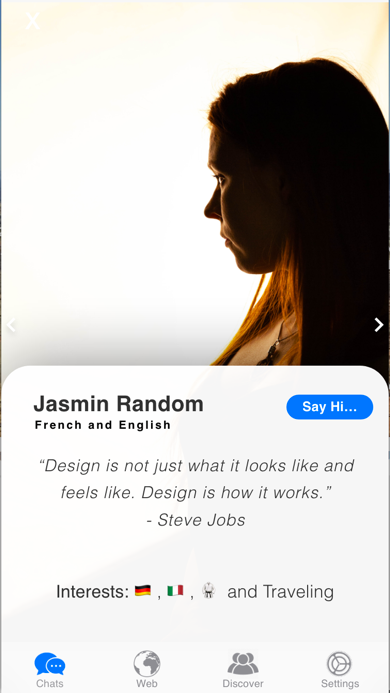 X
Jasmin Random
Say Hi...
French and English
“Design is not just what it looks like and
feels like. Design is how it works.”
- Steve Jobs
Interests: 🇩🇪 , 🇮🇹 , and Traveling
Chats Web Discover Settings